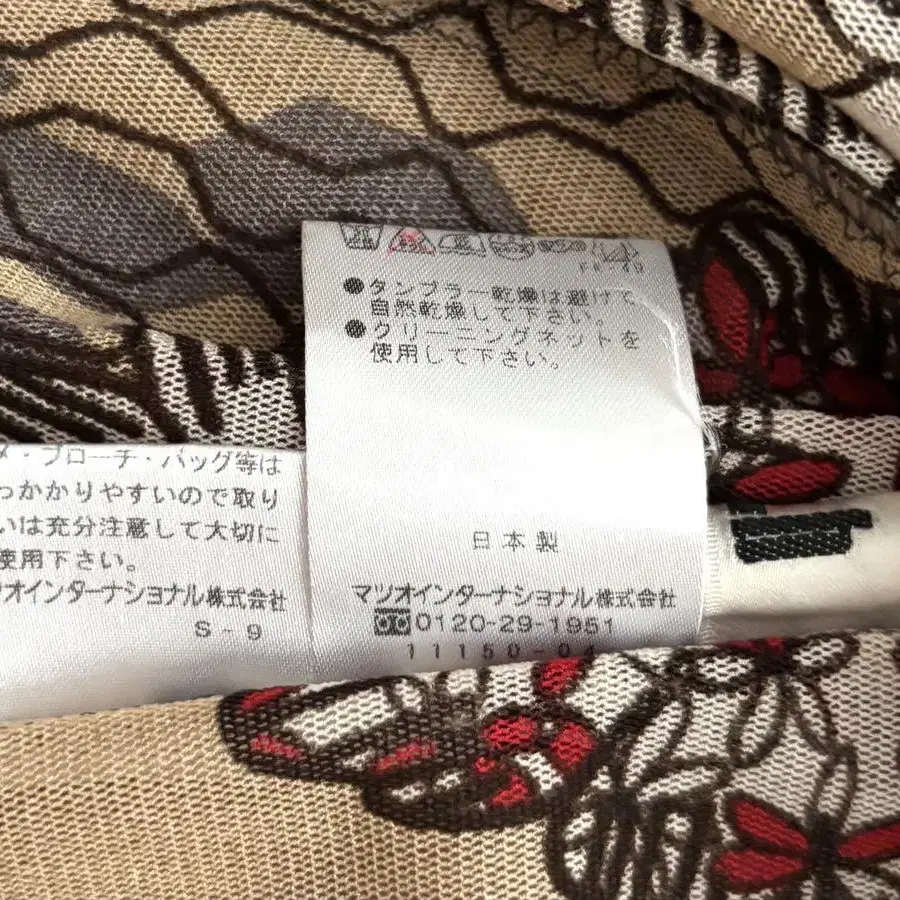 ●タンブラー乾燥は避けて
自然乾燥して下さい。
●クリーニングネットを
使用して下さい。
日本製
マツオインターナショナル株式会社
0120-29-1951
11150-04
・ブローチ・バッグ等は
っかかりやすいので取り
いは充分注意して大切に
使用下さい。
マツオインターナショナル株式会社
S-9